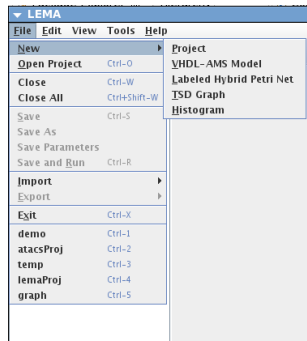 LEMA
File Edit View Tools Help
New
Open Project Ctrl-O
Close Ctrl-W
Close All Ctrl+Shift-W
Save Ctrl-S
Save As
Save Parameters
Save and Run Ctrl-R
Import
Export
Exit Ctrl-X
demo Ctrl-1
atacsProj Ctrl-2
temp Ctrl-3
lemaProj Ctrl-4
graph Ctrl-5
Project
VHDL-AMS Model
Labeled Hybrid Petri Net
TSD Graph
Histogram